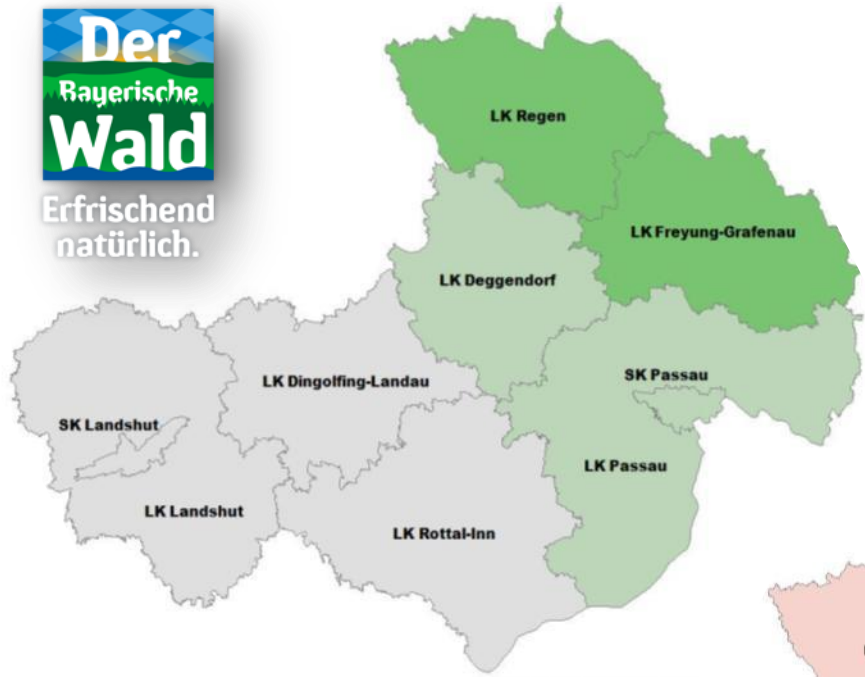 Der
Bayerische
Wald
Erfrischend
natürlich.
LK Regen
LK Freyung-Grafenau
LK Deggendorf
LK Dingolfing-Landau
SK Passau
SK Landshut
LK Passau
LK Landshut
LK Rottal-Inn